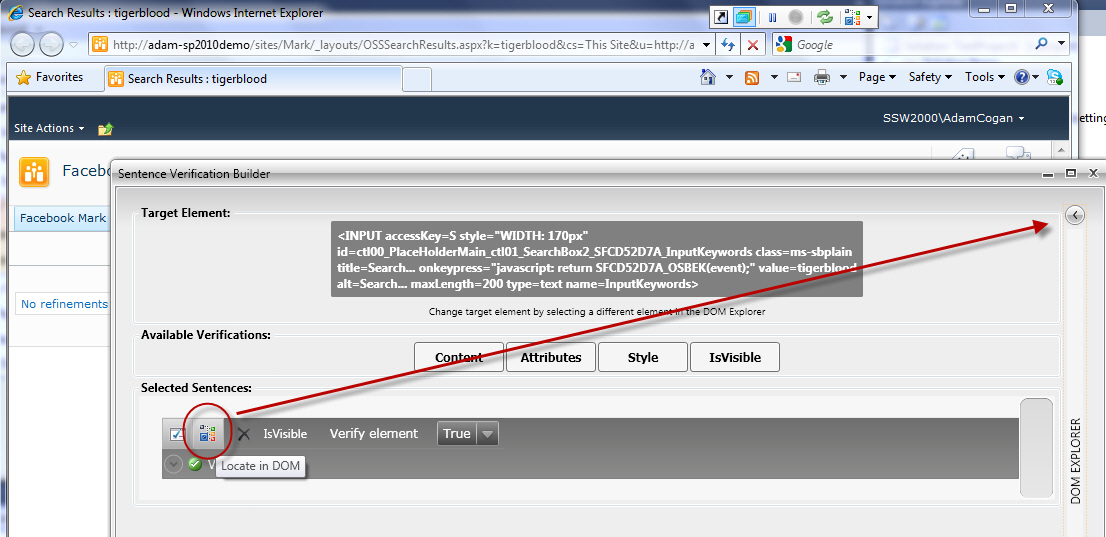 Search Results : tigerblood - Windows Internet Explorer
http://adam-sp2010demo/sites/Mark/_layouts/OSSSearchResults.aspx?k=tigerblood&cs=This Site&u=http://a
Google
Favorites
Search Results : tigerblood
Page
Safety
Tools
etting
SSW2000\AdamCogan
Site Actions
Facebo
Sentence Verification Builder
Facebook Mark
No refinements
Target Element:
<INPUT accessKey=S style="WIDTH: 170px"
id=ctl00_PlaceHolderMain_ctl01_SearchBox2_SFCD52D7A_InputKeywords class=ms-sbplain
title=Search... onkeypress="javascript: return SFCD52D7A_OSBEK(event);" value=tigerblood
alt=Search... maxLength=200 type=text name=InputKeywords>
Change target element by selecting a different element in the DOM Explorer
Available Verifications:
Content
Attributes
Style
IsVisible
Selected Sentences:
IsVisible
Verify element
True
V
Locate in DOM
DOM EXPLORER